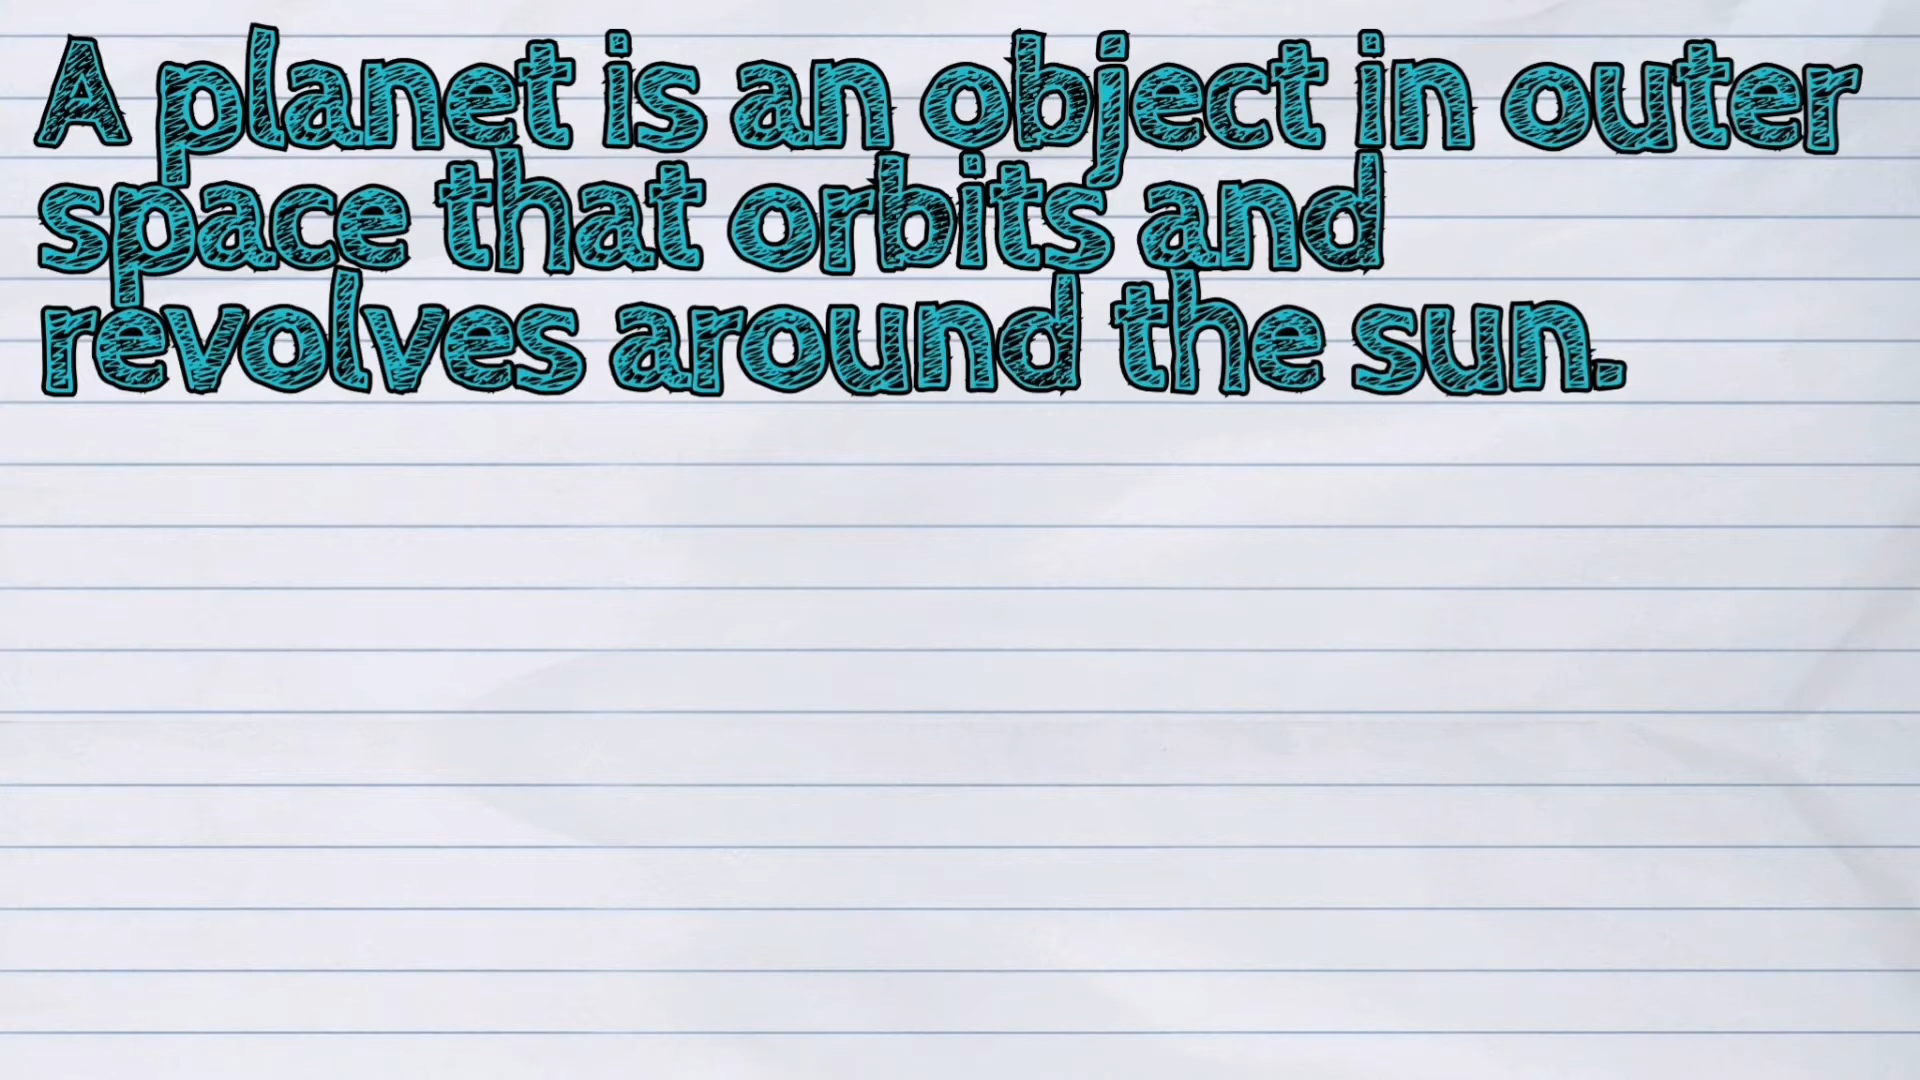 A planet is an object in outer
space that orbits and
revolves around the sun.